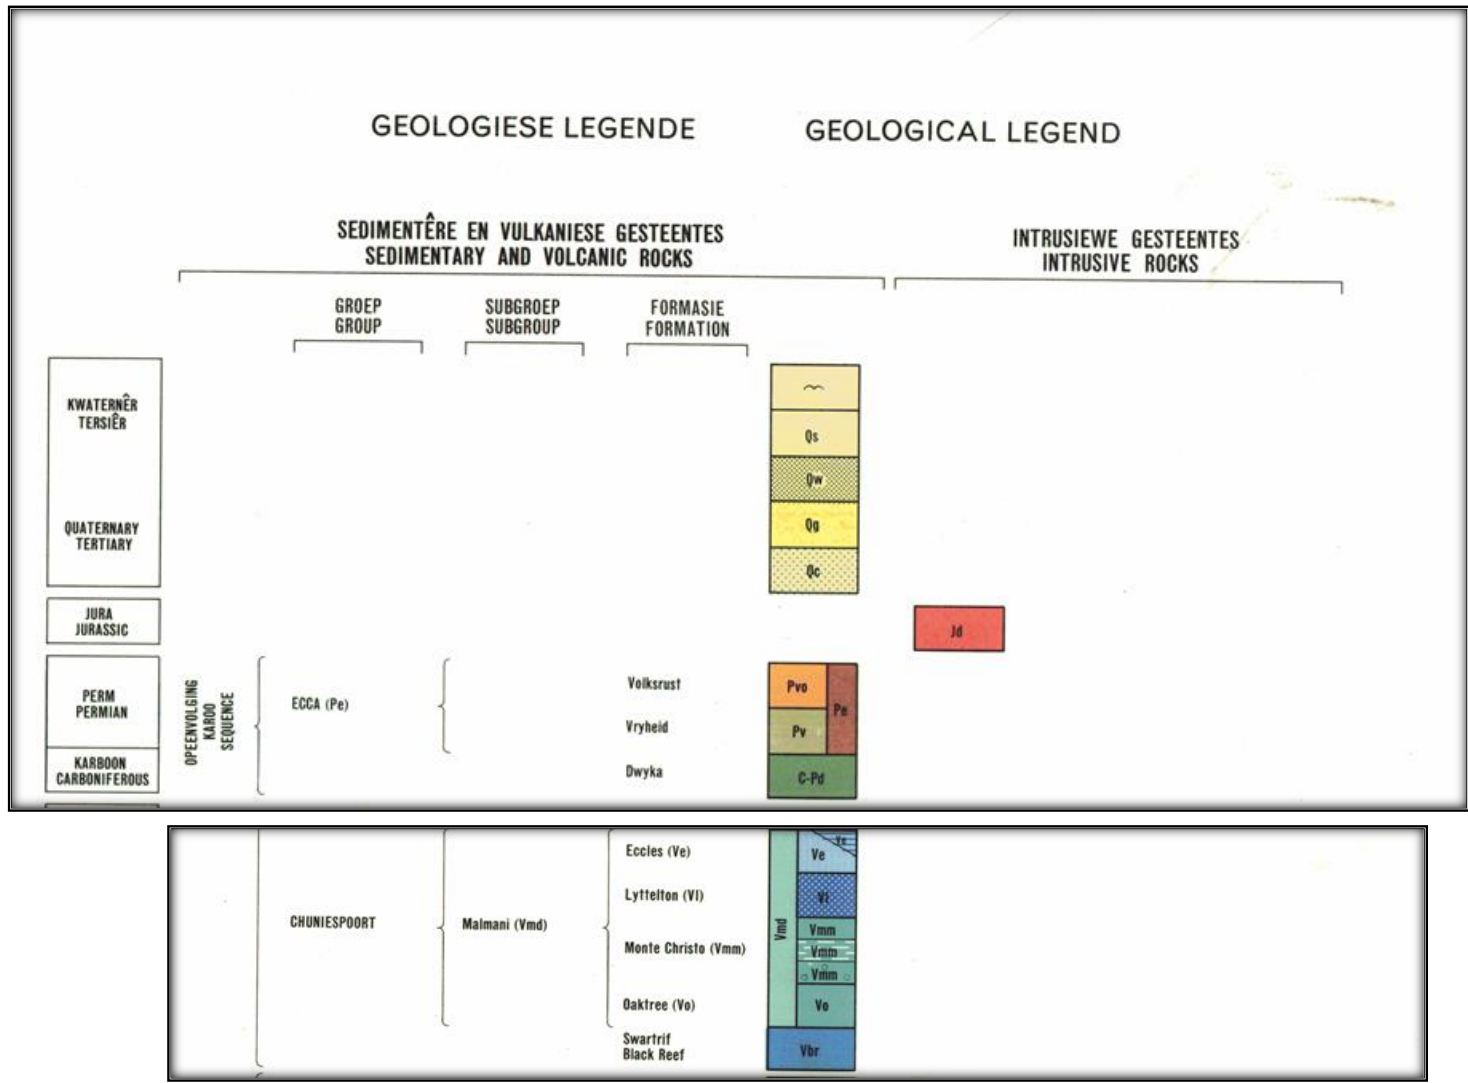 GEOLOGIESE LEGENDE
GEOLOGICAL LEGEND
SEDIMENTÊRE EN VULKANIESE GESTEENTES
SEDIMENTARY AND VOLCANIC ROCKS
INTRUSIEWE GESTEENTES
INTRUSIVE ROCKS
GROEP
GROUP
SUBGROEP
SUBGROUP
FORMASIE
FORMATION
KWATERNÊR
TERSIÊR
QUATERNARY
TERTIARY
Qs
Qw
Qg
Qc
JURA
JURASSIC
Jd
PERM
PERMIAN
KARBOON
CARBONIFEROUS
OPEENVOLGING
KAROO
SEQUENCE
ECCA (Pe)
Volksrust
Vryheid
Dwyka
Pvo
Pe
Pv
C-Pd
CHUNIESPOORT
Malmani (Vmd)
Eccles (Ve)
Lyttelton (Vl)
Monte Christo (Vmm)
Oaktree (Vo)
Swartrif
Black Reef
Vmd
Ve
Vl
Vmm
Vmm
Vmm
Vo
Vbr